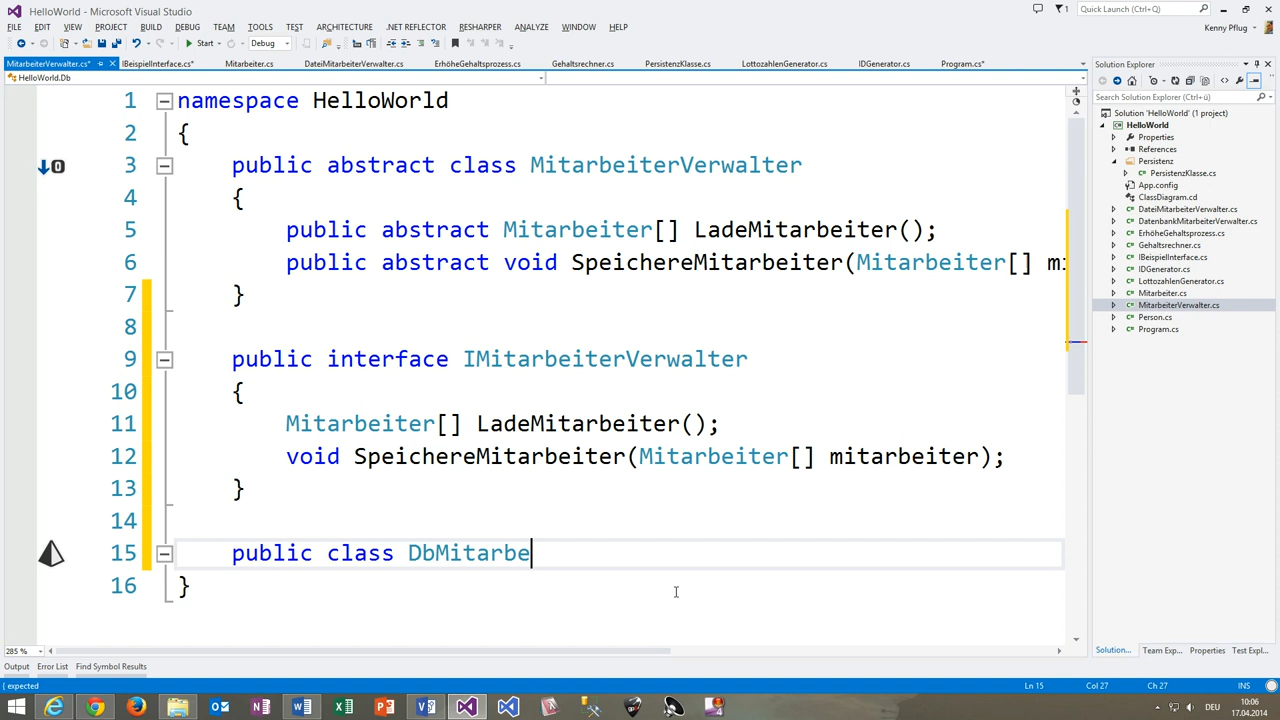 HelloWorld - Microsoft Visual Studio
Quick Launch (Ctrl+Q)
FILE EDIT VIEW PROJECT BUILD DEBUG TEAM TOOLS TEST ARCHITECTURE .NET REFLECTOR RESHARPER ANALYZE WINDOW HELP
Kenny Pflug
Start Debug
MitarbeiterVerwalter.cs* IBeispielInterface.cs* Mitarbeiter.cs DateiMitarbeiterVerwalter.cs ErhöheGehaltsprozess.cs Gehaltsrechner.cs PersistenzKlasse.cs LottozahlenGenerator.cs IDGenerator.cs Program.cs*
HelloWorld.Db
1 namespace HelloWorld
2 {
3 public abstract class MitarbeiterVerwalter
4 {
5 public abstract Mitarbeiter[] LadeMitarbeiter();
6 public abstract void SpeichereMitarbeiter(Mitarbeiter[] mi
7 }
8
9 public interface IMitarbeiterVerwalter
10 {
11 Mitarbeiter[] LadeMitarbeiter();
12 void SpeichereMitarbeiter(Mitarbeiter[] mitarbeiter);
13 }
14
15 public class DbMitarbe
16 }
285 %
Output Error List Find Symbol Results
{ expected
Ln 15 Col 27 Ch 27 INS
Solution Explorer
Search Solution Explorer (Ctrl+ü)
Solution 'HelloWorld' (1 project)
HelloWorld
Properties
References
Persistenz
PersistenzKlasse.cs
App.config
ClassDiagram.cd
DateiMitarbeiterVerwalter.cs
DatenbankMitarbeiterVerwalter.cs
ErhöheGehaltsprozess.cs
Gehaltsrechner.cs
IBeispielInterface.cs
IDGenerator.cs
LottozahlenGenerator.cs
Mitarbeiter.cs
MitarbeiterVerwalter.cs
Person.cs
Program.cs
Solution... Team Exp... Properties Test Expl...
DEU
10:06
17.04.2014